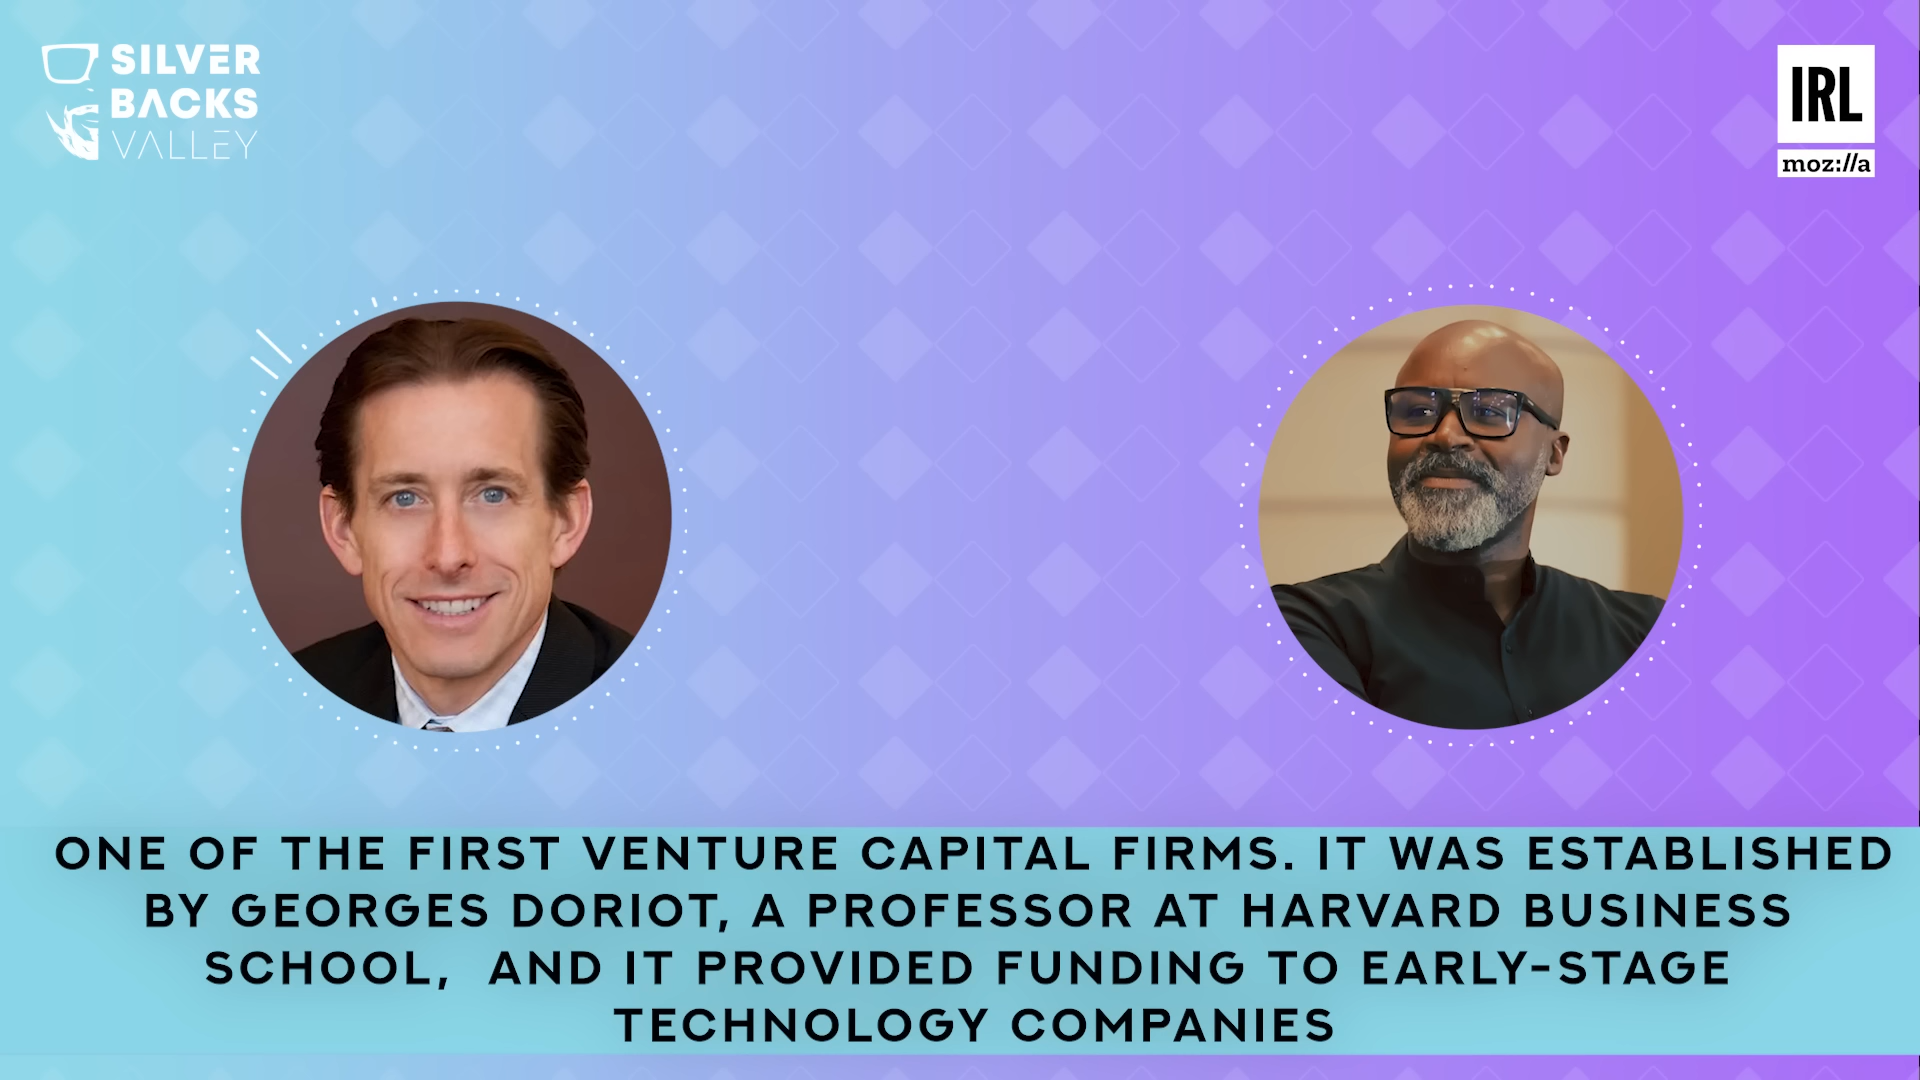 SILVER
BACKS
VALLEY
IRL
moz://a
ONE OF THE FIRST VENTURE CAPITAL FIRMS. IT WAS ESTABLISHED
BY GEORGES DORIOT, A PROFESSOR AT HARVARD BUSINESS
SCHOOL, AND IT PROVIDED FUNDING TO EARLY-STAGE
TECHNOLOGY COMPANIES